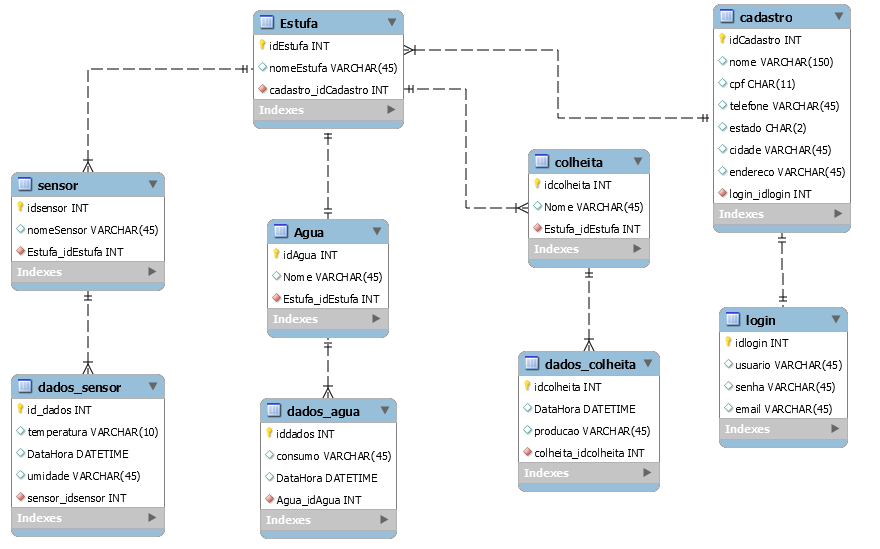 Estufa
idEstufa INT
nomeEstufa VARCHAR(45)
cadastro_idCadastro INT
Indexes
cadastro
idCadastro INT
nome VARCHAR(150)
cpf CHAR(11)
telefone VARCHAR(45)
estado CHAR(2)
cidade VARCHAR(45)
endereco VARCHAR(45)
login_idlogin INT
Indexes
sensor
idsensor INT
nomeSensor VARCHAR(45)
Estufa_idEstufa INT
Indexes
Agua
idAgua INT
Nome VARCHAR(45)
Estufa_idEstufa INT
Indexes
colheita
idcolheita INT
Nome VARCHAR(45)
Estufa_idEstufa INT
Indexes
login
idlogin INT
usuario VARCHAR(45)
senha VARCHAR(45)
email VARCHAR(45)
Indexes
dados_sensor
id_dados INT
temperatura VARCHAR(10)
DataHora DATETIME
umidade VARCHAR(45)
sensor_idsensor INT
Indexes
dados_agua
iddados INT
consumo VARCHAR(45)
DataHora DATETIME
Agua_idAgua INT
Indexes
dados_colheita
idcolheita INT
DataHora DATETIME
producao VARCHAR(45)
colheita_idcolheita INT
Indexes